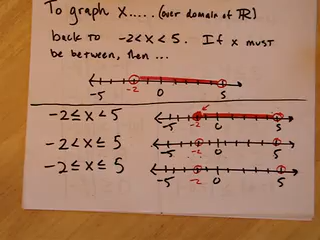 To graph x..... (over domain of ℝ)
back to -2<x<5. If x must
be between, then...
-5 -2 0 5
-2≤x<5 -5 -2 0 5
-2<x≤5 -5 -2 0 5
-2≤x≤5 -5 -2 0 5